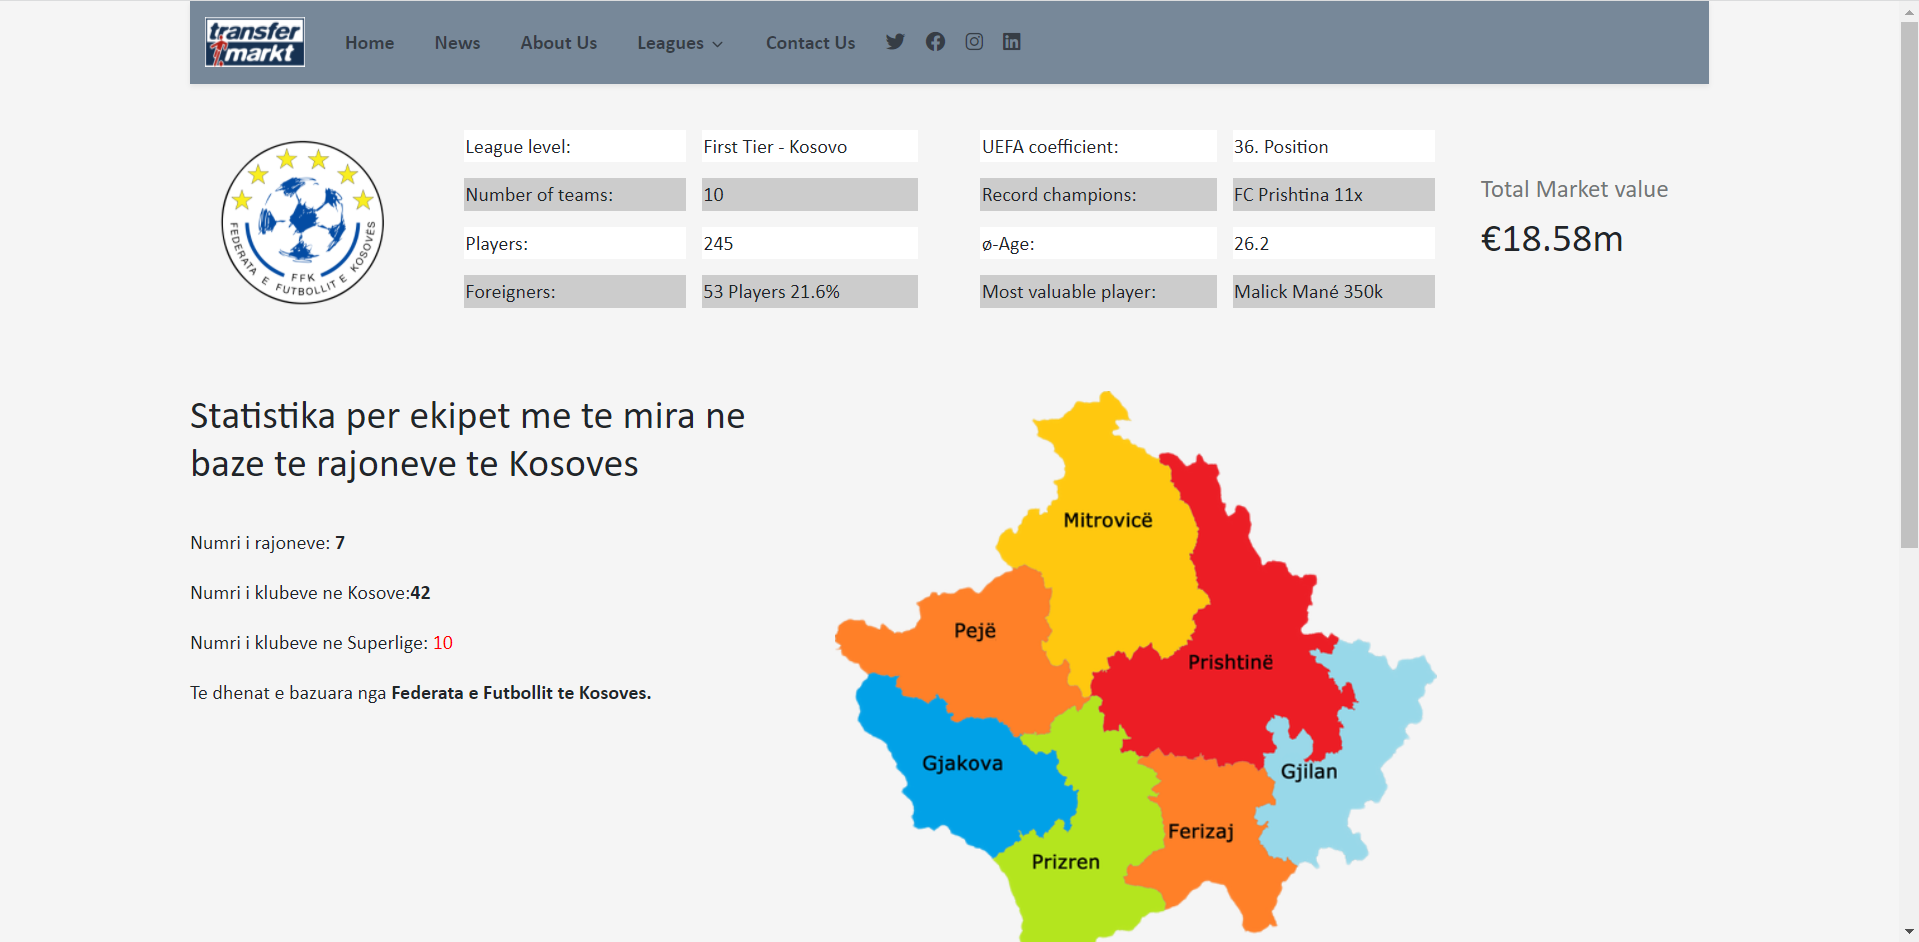 transfer
markt
Home
News
About Us
Leagues
Contact Us
League level:
First Tier - Kosovo
UEFA coefficient:
36. Position
Number of teams:
10
Record champions:
FC Prishtina 11x
Players:
245
ø-Age:
26.2
Foreigners:
53 Players 21.6%
Most valuable player:
Malick Mané 350k
Total Market value
€18.58m
FEDERATA E FUTBOLLIT E KOSOVËS
FFK
Statistika per ekipet me te mira ne
baze te rajoneve te Kosoves
Numri i rajoneve: 7
Numri i klubeve ne Kosove:42
Numri i klubeve ne Superlige: 10
Te dhenat e bazuara nga Federata e Futbollit te Kosoves.
Mitrovicë
Pejë
Prishtinë
Gjakova
Gjilan
Ferizaj
Prizren